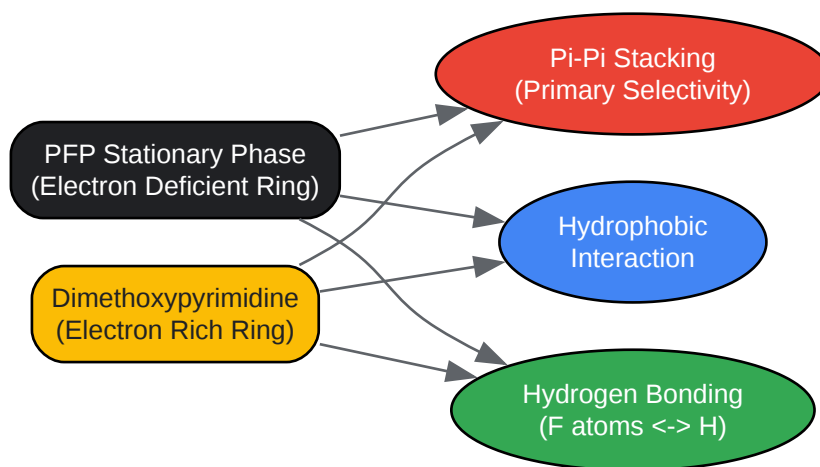 Pi-Pi Stacking
(Primary Selectivity)
PFP Stationary Phase
(Electron Deficient Ring)
Hydrophobic
Interaction
Dimethoxypyrimidine
(Electron Rich Ring)
Hydrogen Bonding
(F atoms <-> H)